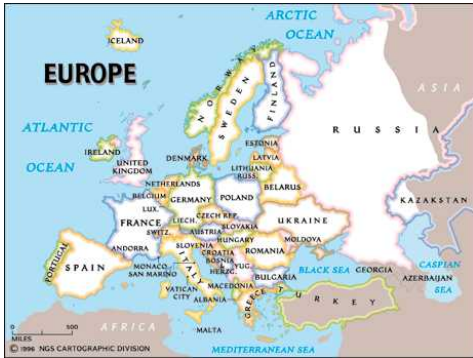 ARCTIC
OCEAN
ICELAND
EUROPE
NORWAY
SWEDEN
FINLAND
ASIA
RUSSIA
ATLANTIC
OCEAN
ESTONIA
LATVIA
LITHUANIA
RUSS.
DENMARK
IRELAND
UNITED
KINGDOM
NETHERLANDS
BELGIUM
GERMANY
POLAND
BELARUS
KAZAKSTAN
LUX.
CZECH REP.
UKRAINE
FRANCE
LIECH.
SLOVAKIA
SWITZ.
AUSTRIA
HUNGARY
MOLDOVA
SLOVENIA
ROMANIA
CROATIA
BOSNIA
HERZG.
YUG.
ANDORRA
MONACO
SAN MARINO
ITALY
PORTUGAL
SPAIN
BLACK SEA
GEORGIA
CASPIAN
SEA
AZERBAIJAN
BULGARIA
VATICAN
CITY
MACEDONIA
ALBANIA
GREECE
TURKEY
AFRICA
MALTA
MEDITERRANEAN SEA
0 500
MILES
© 1996 NGS CARTOGRAPHIC DIVISION